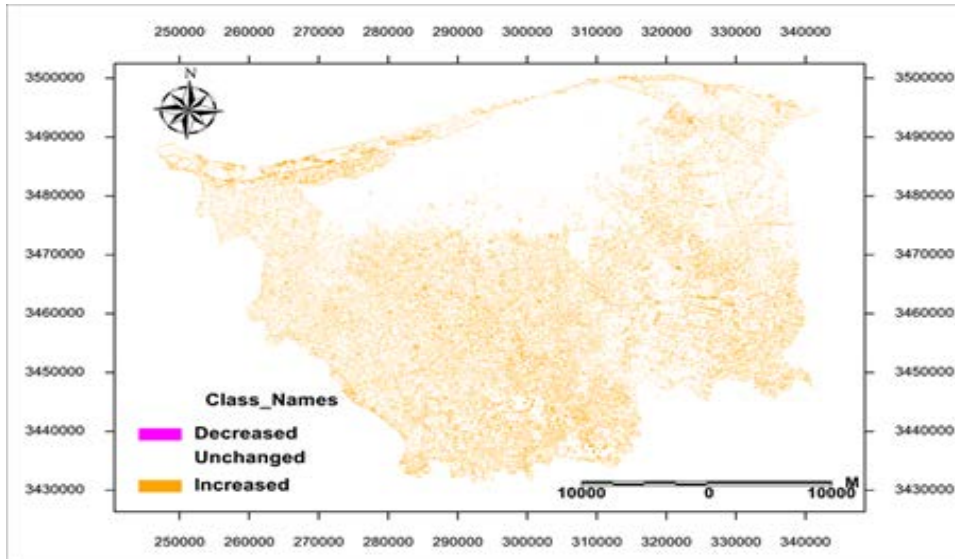 250000 260000 270000 280000 290000 300000 310000 320000 330000 340000
N
3500000 3500000
3490000 3490000
3480000 3480000
3470000 3470000
3460000 3460000
3450000 3450000
Class_Names
3440000 3440000
Decreased
Unchanged
Increased
3430000 3430000
M
10000 0 10000
250000 260000 270000 280000 290000 300000 310000 320000 330000 340000